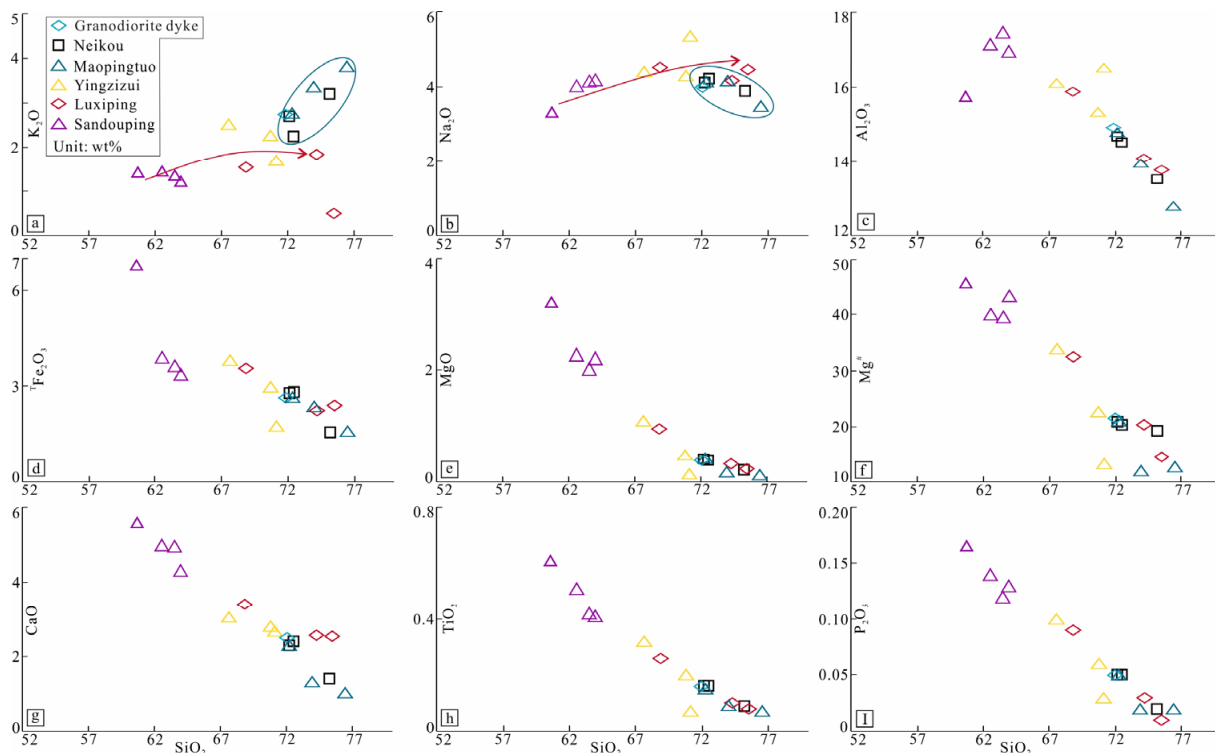 Granodiorite dyke
Neikou
Maopingtuo
Yingzizui
Luxiping
Sandouping
Unit: wt%
5
4
2
0
K₂O
a
52 57 62 67 72 77
6
4
2
0
Na₂O
b
52 57 62 67 72 77
18
16
14
12
Al₂O₃
c
52 57 62 67 72 77
7
6
3
0
ᵀFe₂O₃
d
52 57 62 67 72 77
4
2
0
MgO
e
52 57 62 67 72 77
50
40
30
20
10
Mg#
f
52 57 62 67 72 77
6
4
2
0
CaO
g
52 57 62 67 72 77
SiO₂
0.8
0.4
0
TiO₂
h
52 57 62 67 72 77
SiO₂
0.20
0.15
0.10
0.05
0
P₂O₃
I
52 57 62 67 72 77
SiO₂